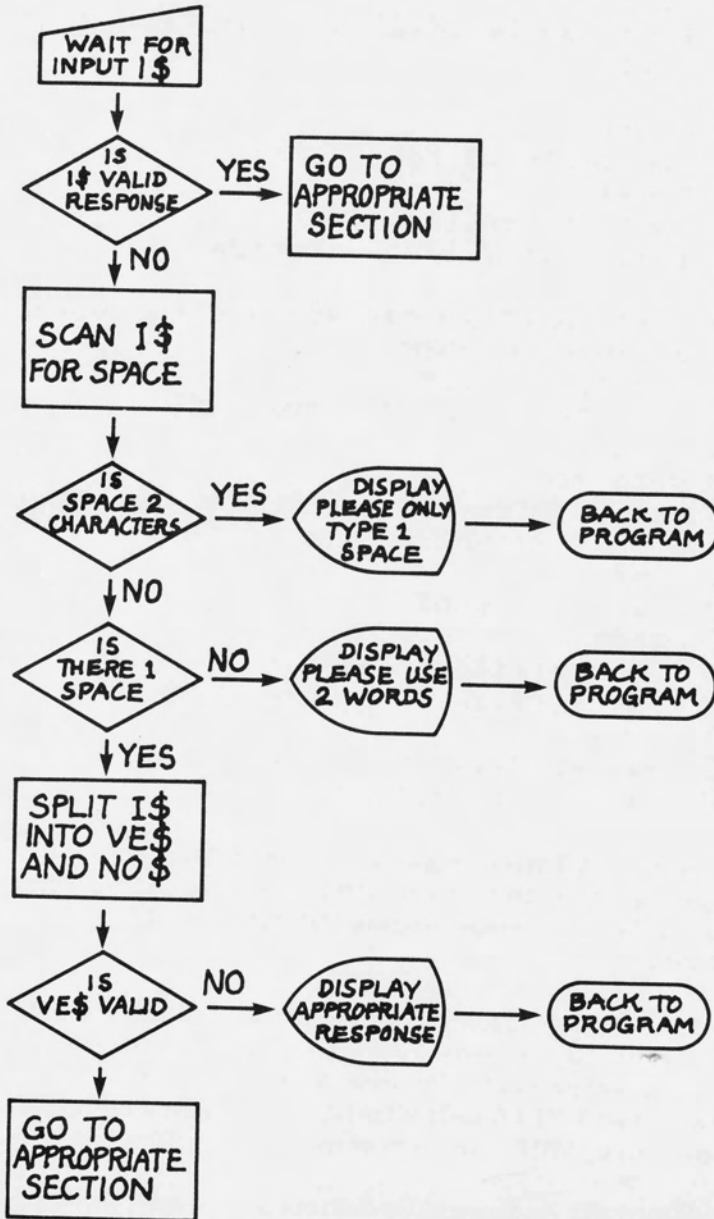 WAIT FOR
INPUT I$
IS
I$ VALID
RESPONSE
YES
GO TO
APPROPRIATE
SECTION
NO
SCAN I$
FOR SPACE
IS
SPACE 2
CHARACTERS
YES
DISPLAY
PLEASE ONLY
TYPE 1
SPACE
BACK TO
PROGRAM
NO
IS
THERE 1
SPACE
NO
DISPLAY
PLEASE USE
2 WORDS
BACK TO
PROGRAM
YES
SPLIT I$
INTO VE$
AND NO$
IS
VE$ VALID
NO
DISPLAY
APPROPRIATE
RESPONSE
BACK TO
PROGRAM
GO TO
APPROPRIATE
SECTION